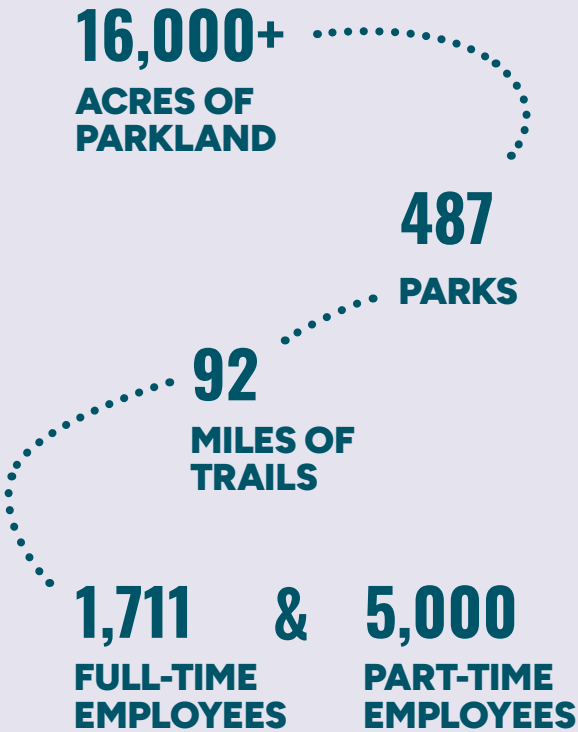 16,000+
ACRES OF
PARKLAND
487
PARKS
92
MILES OF
TRAILS
1,711 & 5,000
FULL-TIME PART-TIME
EMPLOYEES EMPLOYEES